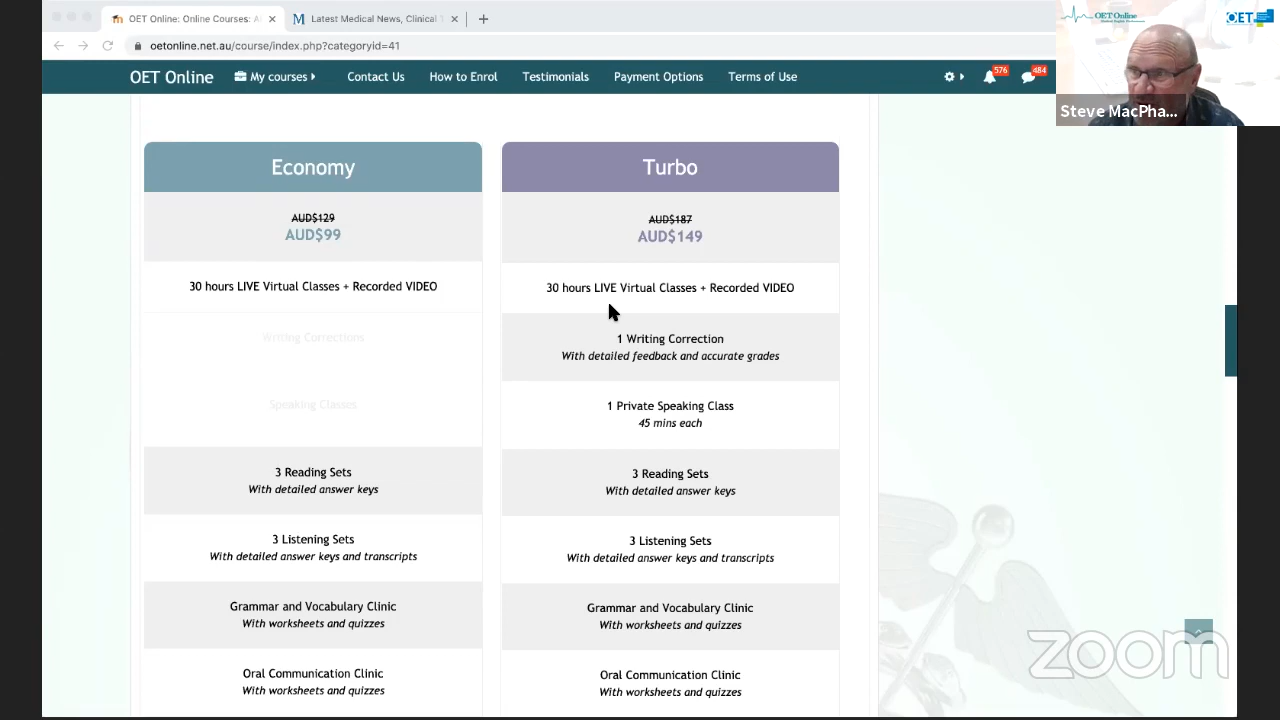 OET Online: Online Courses: A
Latest Medical News, Clinical T
oetonline.net.au/course/index.php?categoryid=41
OET Online
My courses
Contact Us
How to Enrol
Testimonials
Payment Options
Terms of Use
576
484
OET Online
OET
Steve MacPha...
Economy
AUD$129
AUD$99
30 hours LIVE Virtual Classes + Recorded VIDEO
Writing Corrections
Speaking Classes
3 Reading Sets
With detailed answer keys
3 Listening Sets
With detailed answer keys and transcripts
Grammar and Vocabulary Clinic
With worksheets and quizzes
Oral Communication Clinic
With worksheets and quizzes
Turbo
AUD$187
AUD$149
30 hours LIVE Virtual Classes + Recorded VIDEO
1 Writing Correction
With detailed feedback and accurate grades
1 Private Speaking Class
45 mins each
3 Reading Sets
With detailed answer keys
3 Listening Sets
With detailed answer keys and transcripts
Grammar and Vocabulary Clinic
With worksheets and quizzes
Oral Communication Clinic
With worksheets and quizzes
zoom